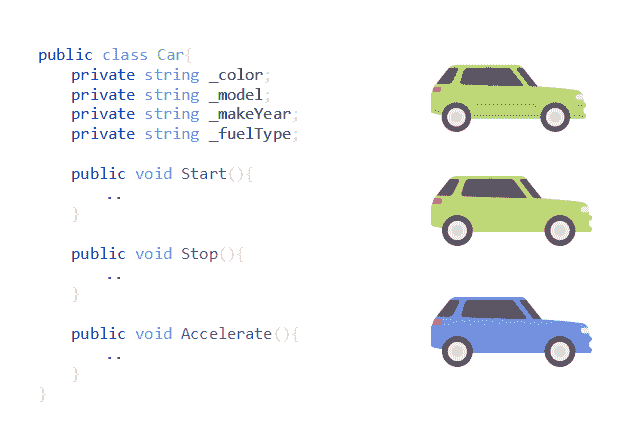 public class Car{
private string _color;
private string _model;
private string _makeYear;
private string _fuelType;
public void Start(){
..
}
public void Stop(){
..
}
public void Accelerate(){
..
}
}